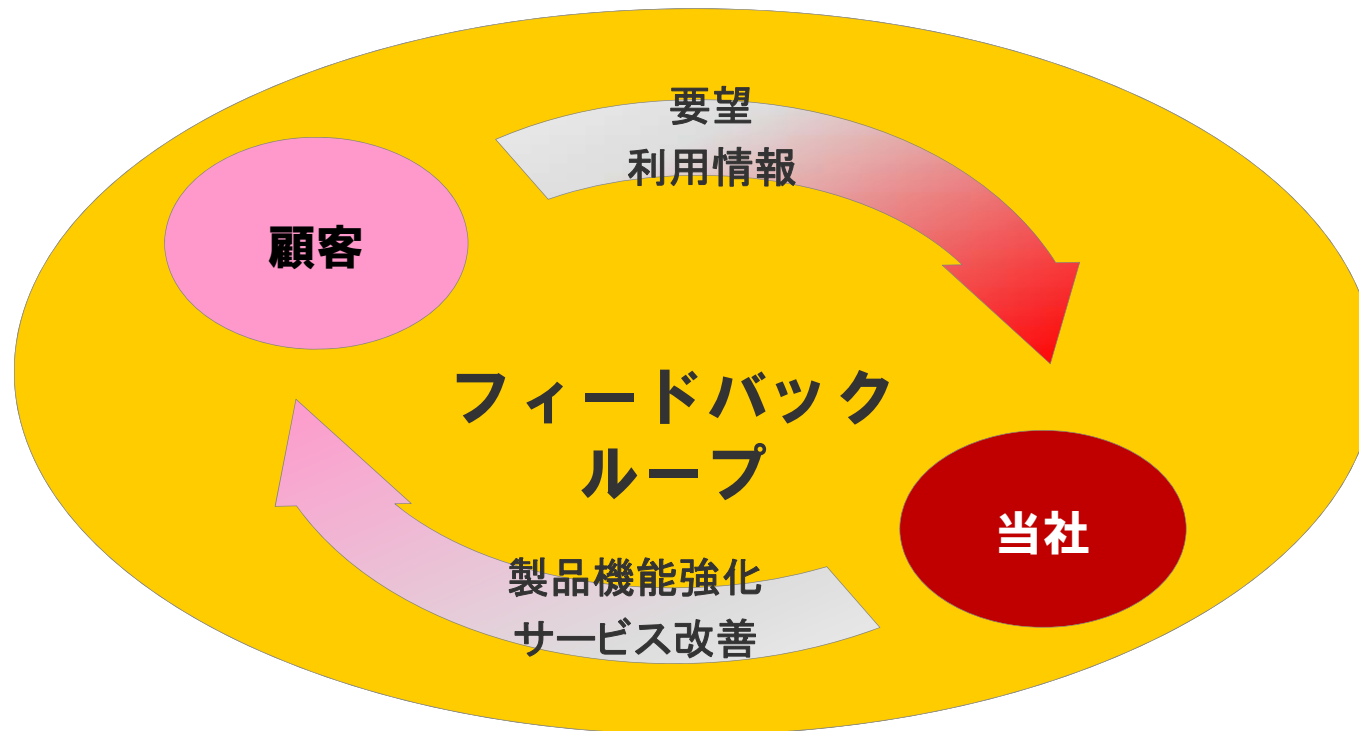 要望
利用情報
顧客
フィードバック
ループ
当社
製品機能強化
サービス改善